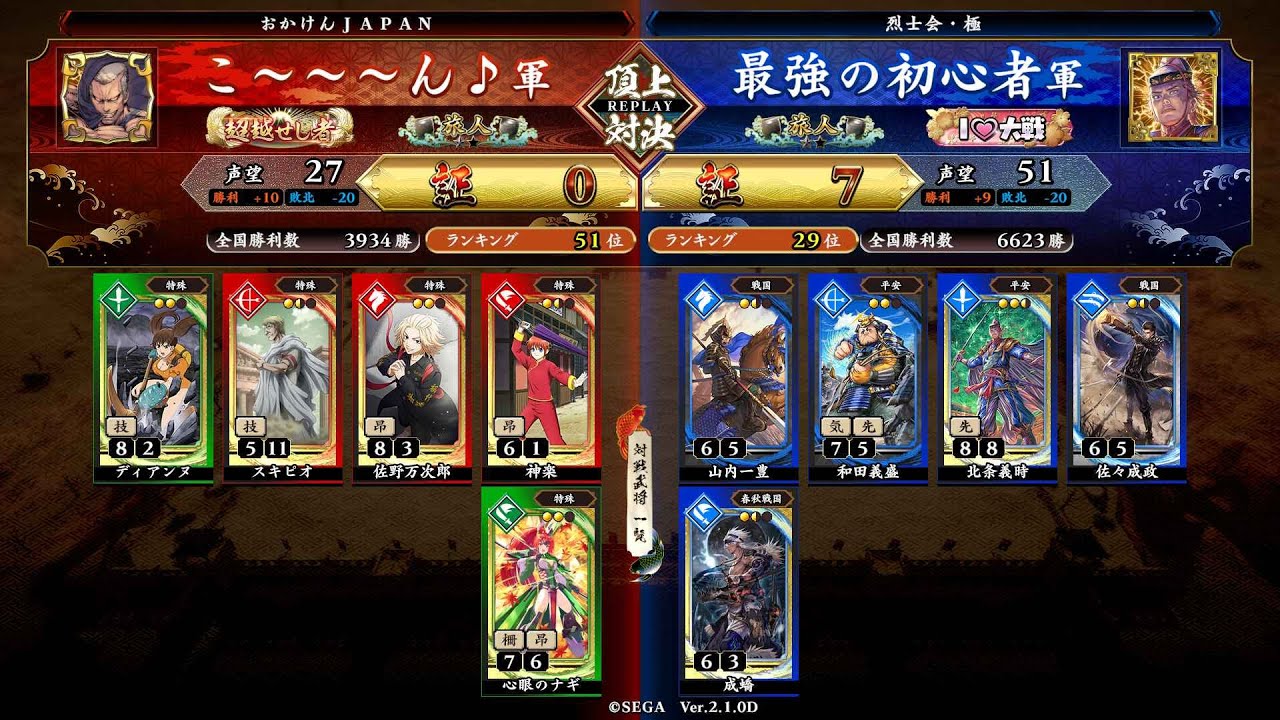 おかけんJAPAN
烈士会・極
こ～～～ん♪軍
頂上
REPLAY
対決
最強の初心者軍
超越せし者
旅人
旅人
I♥大戦
声望 27
勝利 +10 敗北 -20
証 0
証 7
声望 51
勝利 +9 敗北 -20
全国勝利数 3934勝
ランキング 51位
ランキング 29位
全国勝利数 6623勝
特殊
技
8 2
ディアンヌ
特殊
技
5 11
スキピオ
特殊
昂
8 3
佐野万次郎
特殊
昂
6 1
神楽
戦国
6 5
山内一豊
平安
気 先
7 5
和田義盛
平安
先
8 8
北条義時
戦国
6 5
佐々成政
対戦武将一覧
特殊
柵 昂
7 6
心眼のナギ
春秋戦国
6 3
成蟜
©SEGA Ver.2.1.0D